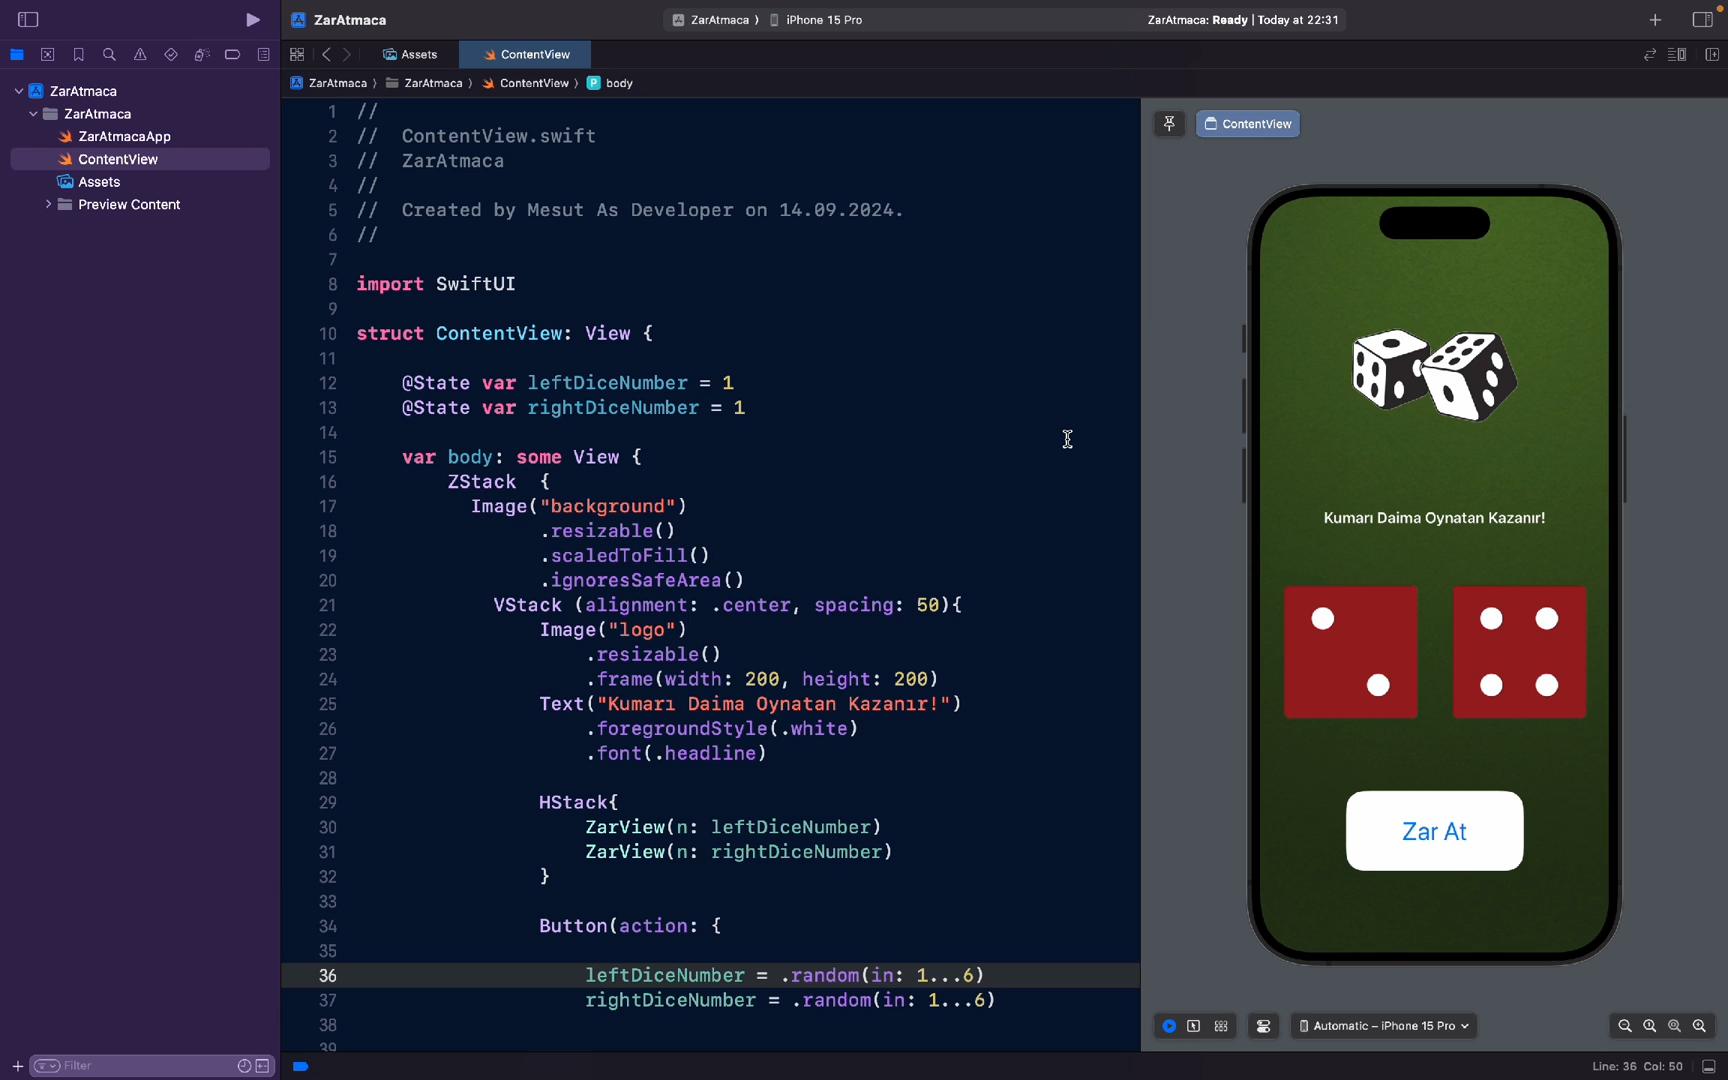 ZarAtmaca
ZarAtmaca 〉 iPhone 15 Pro
ZarAtmaca: Ready | Today at 22:31
Assets
ContentView
ZarAtmaca 〉 ZarAtmaca 〉 ContentView 〉 P body
ZarAtmaca
ZarAtmaca
ZarAtmacaApp
ContentView
Assets
Preview Content
Filter
1 //
2 //  ContentView.swift
3 //  ZarAtmaca
4 //
5 //  Created by Mesut As Developer on 14.09.2024.
6 //
7
8 import SwiftUI
9
10 struct ContentView: View {
11
12     @State var leftDiceNumber = 1
13     @State var rightDiceNumber = 1
14
15     var body: some View {
16         ZStack  {
17           Image("background")
18                 .resizable()
19                 .scaledToFill()
20                 .ignoresSafeArea()
21             VStack (alignment: .center, spacing: 50){
22                 Image("logo")
23                     .resizable()
24                     .frame(width: 200, height: 200)
25                 Text("Kumarı Daima Oynatan Kazanır!")
26                     .foregroundStyle(.white)
27                     .font(.headline)
28
29                 HStack{
30                     ZarView(n: leftDiceNumber)
31                     ZarView(n: rightDiceNumber)
32                 }
33
34                 Button(action: {
35
36                     leftDiceNumber = .random(in: 1...6)
37                     rightDiceNumber = .random(in: 1...6)
38
39
ContentView
Kumarı Daima Oynatan Kazanır!
Zar At
Automatic – iPhone 15 Pro
Line: 36 Col: 50